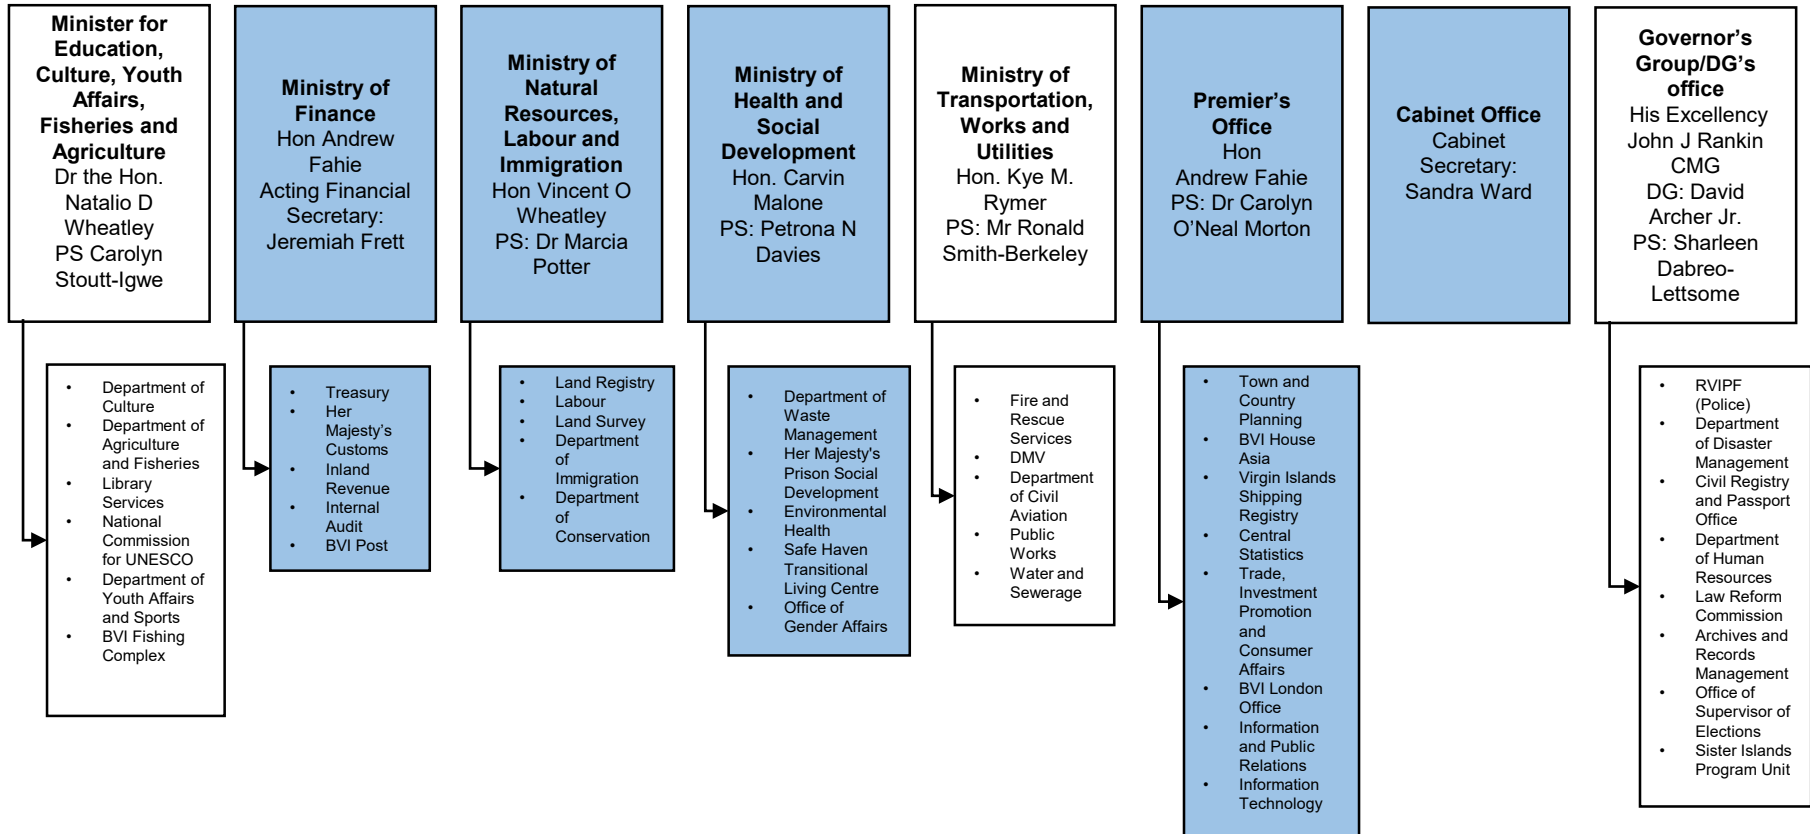 Minister for
Education,
Culture, Youth
Affairs,
Fisheries and
Agriculture
Dr the Hon.
Natalio D
Wheatley
PS Carolyn
Stoutt-Igwe
Ministry of
Finance
Hon Andrew
Fahie
Acting Financial
Secretary:
Jeremiah Frett
Ministry of
Natural
Resources,
Labour and
Immigration
Hon Vincent O
Wheatley
PS: Dr Marcia
Potter
Ministry of
Health and
Social
Development
Hon. Carvin
Malone
PS: Petrona N
Davies
Ministry of
Transportation,
Works and
Utilities
Hon. Kye M.
Rymer
PS: Mr Ronald
Smith-Berkeley
Premier's
Office
Hon
Andrew Fahie
PS: Dr Carolyn
O'Neal Morton
Cabinet Office
Cabinet
Secretary:
Sandra Ward
Governor's
Group/DG's
office
His Excellency
John J Rankin
CMG
DG: David
Archer Jr.
PS: Sharleen
Dabreo-
Lettsome
• Department of
Culture
• Department of
Agriculture
and Fisheries
• Library
Services
• National
Commission
for UNESCO
• Department of
Youth Affairs
and Sports
• BVI Fishing
Complex
• Treasury
• Her
Majesty's
Customs
• Inland
Revenue
• Internal
Audit
• BVI Post
• Land Registry
• Labour
• Land Survey
• Department
of
Immigration
• Department
of
Conservation
• Department of
Waste
Management
• Her Majesty's
Prison Social
Development
• Environmental
Health
• Safe Haven
Transitional
Living Centre
• Office of
Gender Affairs
• Fire and
Rescue
Services
• DMV
• Department
of Civil
Aviation
• Public
Works
• Water and
Sewerage
• Town and
Country
Planning
• BVI House
Asia
• Virgin Islands
Shipping
Registry
• Central
Statistics
• Trade,
Investment
Promotion
and
Consumer
Affairs
• BVI London
Office
• Information
and Public
Relations
• Information
Technology
• RVIPF
(Police)
• Department
of Disaster
Management
• Civil Registry
and Passport
Office
• Department
of Human
Resources
• Law Reform
Commission
• Archives and
Records
Management
• Office of
Supervisor of
Elections
• Sister Islands
Program Unit